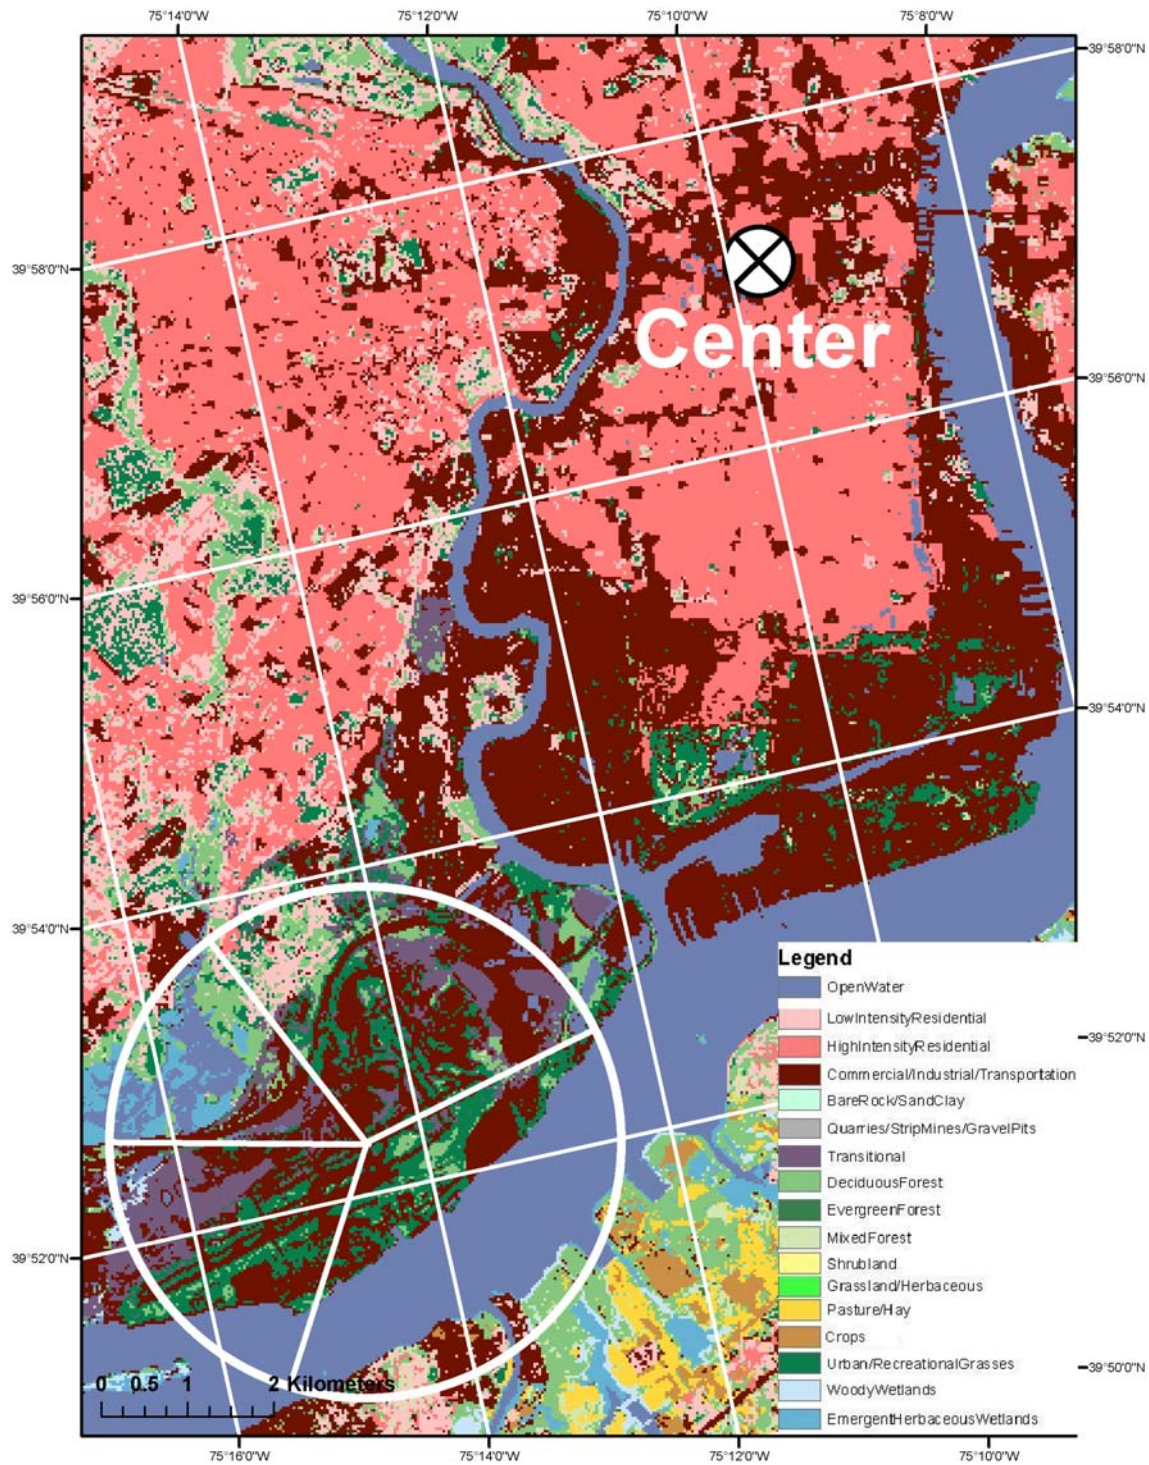 75°14'0"W 75°12'0"W 75°10'0"W 75°8'0"W
39°58'0"N
39°58'0"N
Center
39°56'0"N
39°56'0"N
39°54'0"N
39°54'0"N
Legend
OpenWater
LowIntensityResidential
39°52'0"N
HighIntensityResidential
Commercial/Industrial/Transportation
BareRock/SandClay
Quarries/StripMines/GravelPits
Transitional
DeciduousForest
EvergreenForest
MixedForest
39°52'0"N
Shrubland
Grassland/Herbaceous
Pasture/Hay
Crops
Urban/RecreationalGrasses
39°50'0"N
0 0.5 1 2 Kilometers
WoodyWetlands
EmergentHerbaceousWetlands
75°16'0"W 75°14'0"W 75°12'0"W 75°10'0"W